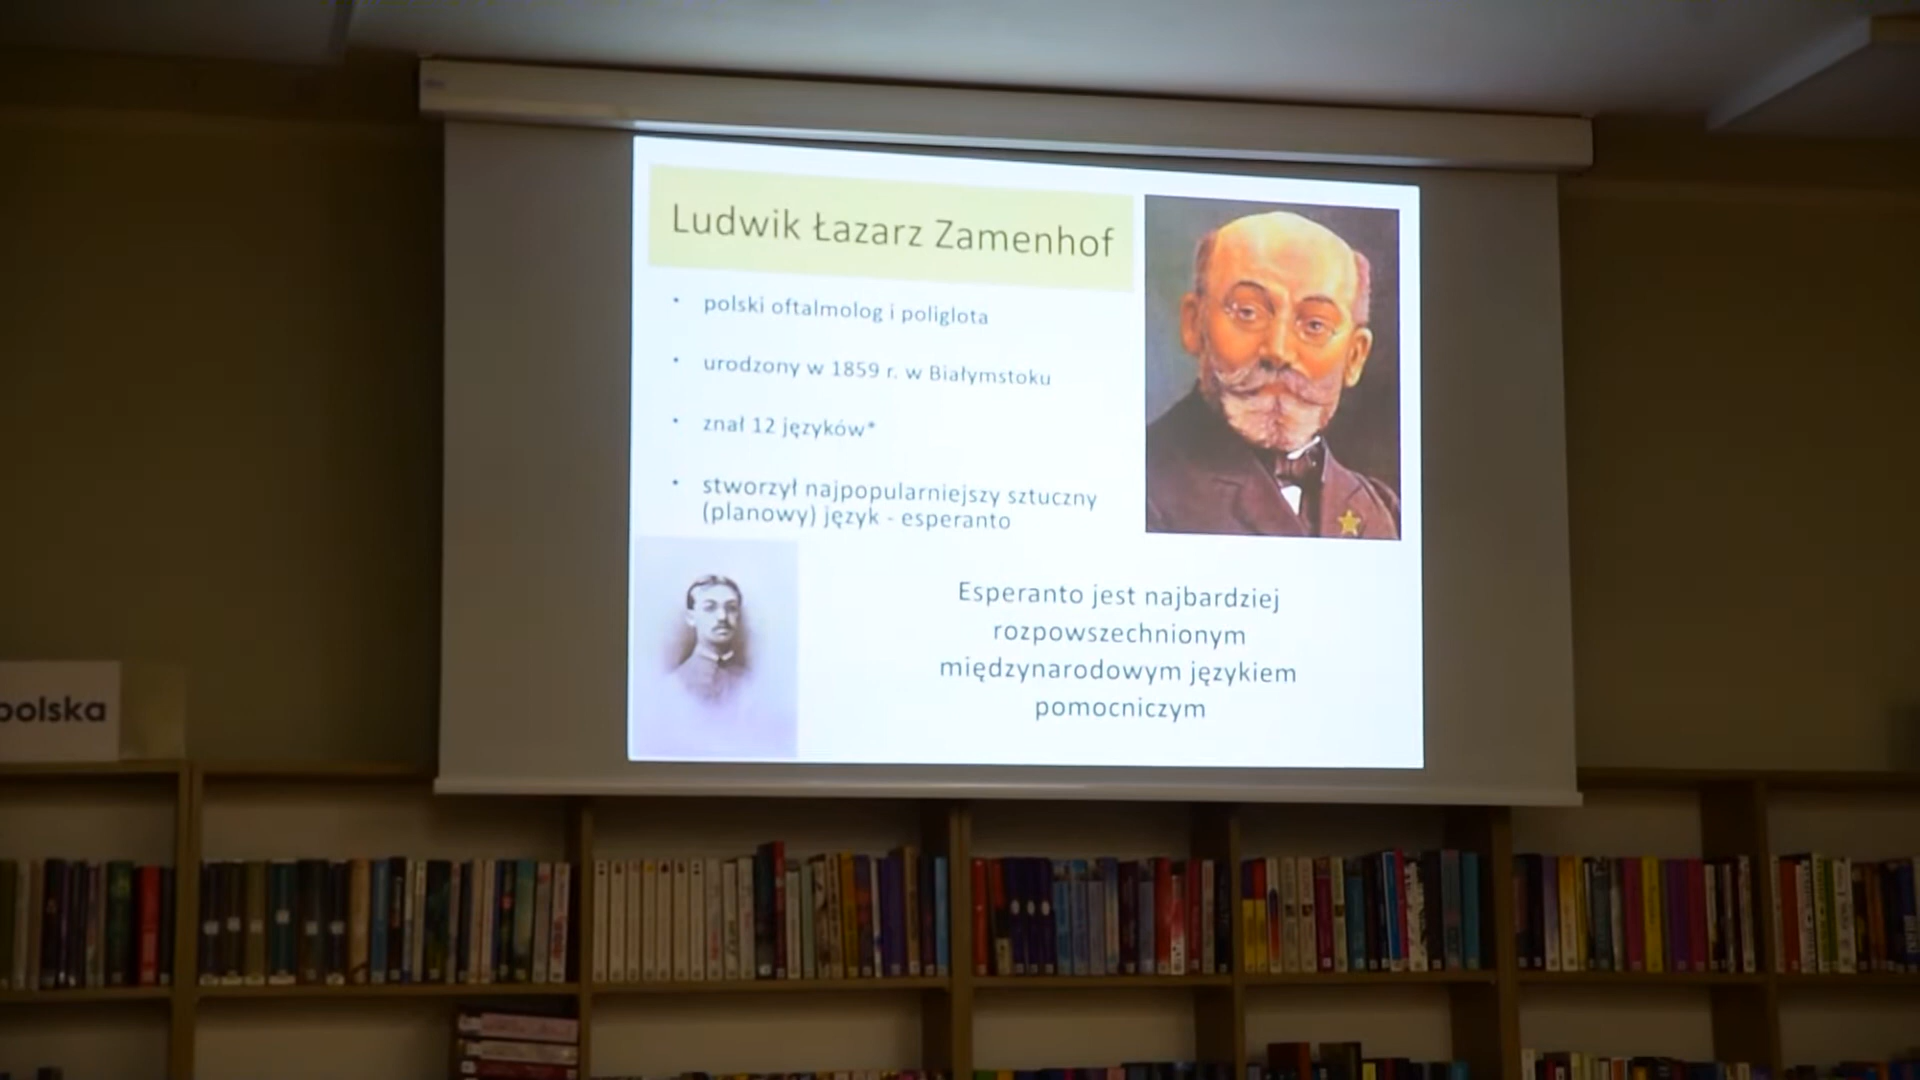 Ludwik Łazarz Zamenhof
• polski oftalmolog i poliglota
• urodzony w 1859 r. w Białymstoku
• znał 12 języków*
• stworzył najpopularniejszy sztuczny
(planowy) język - esperanto
Esperanto jest najbardziej
rozpowszechnionym
międzynarodowym językiem
pomocniczym
polska